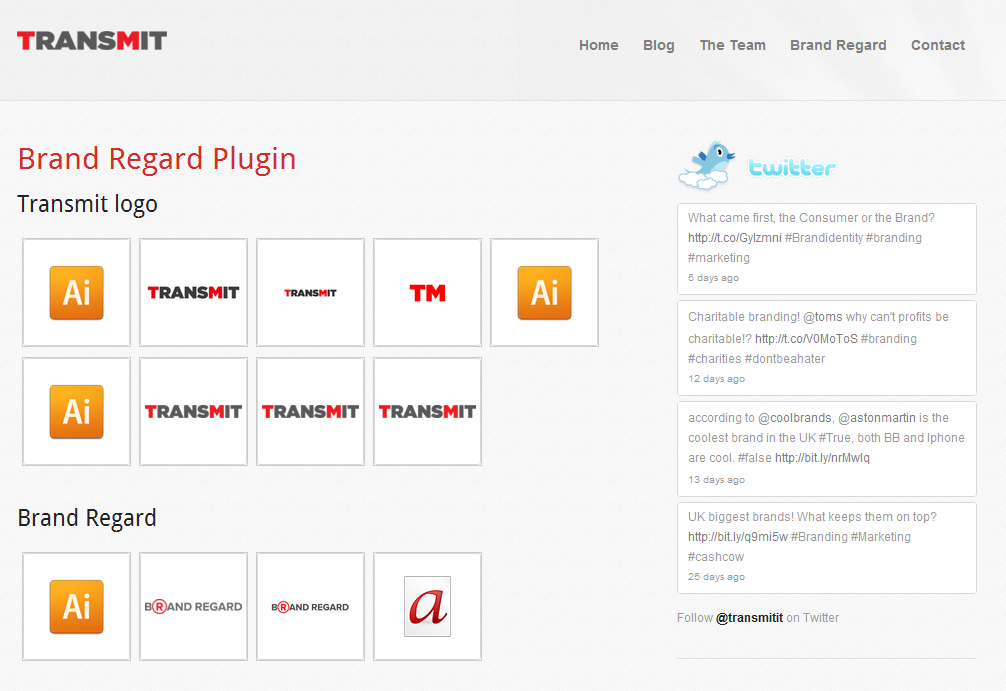 TRANSMIT
Home Blog The Team Brand Regard Contact
Brand Regard Plugin
Transmit logo
Ai TRANSMIT TRANSMIT TM Ai
Ai TRANSMIT TRANSMIT TRANSMIT
Brand Regard
Ai BRAND REGARD BRAND REGARD a
twitter
What came first, the Consumer or the Brand?
http://t.co/Gylzmni #Brandidentity #branding
#marketing
5 days ago
Charitable branding! @toms why can't profits be
charitable!? http://t.co/V0MoToS #branding
#charities #dontbeahater
12 days ago
according to @coolbrands, @astonmartin is the
coolest brand in the UK #True, both BB and Iphone
are cool. #false http://bit.ly/nrMwlq
13 days ago
UK biggest brands! What keeps them on top?
http://bit.ly/q9mi5w #Branding #Marketing
#cashcow
25 days ago
Follow @transmitit on Twitter